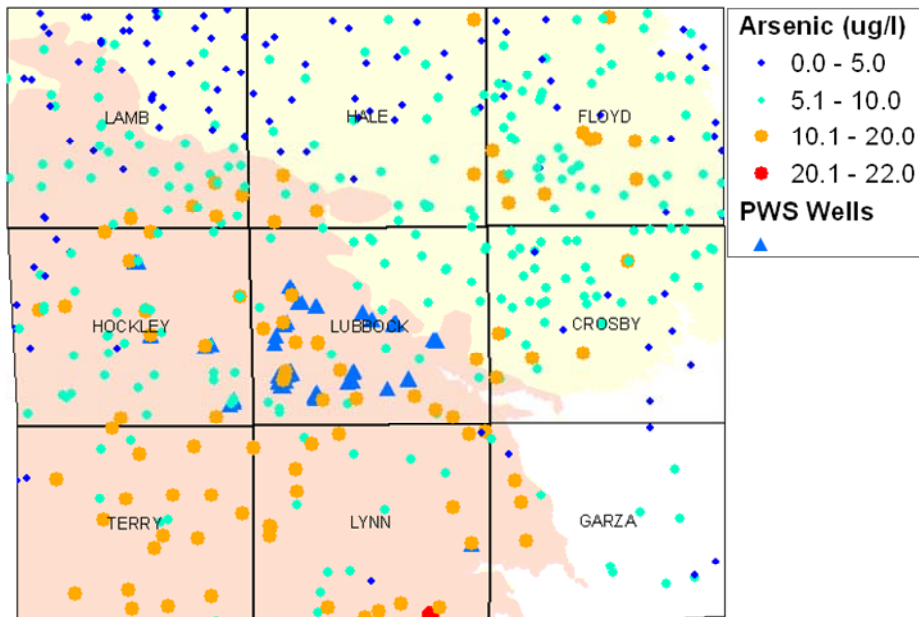 Arsenic (ug/l)
0.0 - 5.0
5.1 - 10.0
10.1 - 20.0
20.1 - 22.0
PWS Wells
LAMB
HALE
FLOYD
HOCKLEY
LUBBOCK
CROSBY
TERRY
LYNN
GARZA